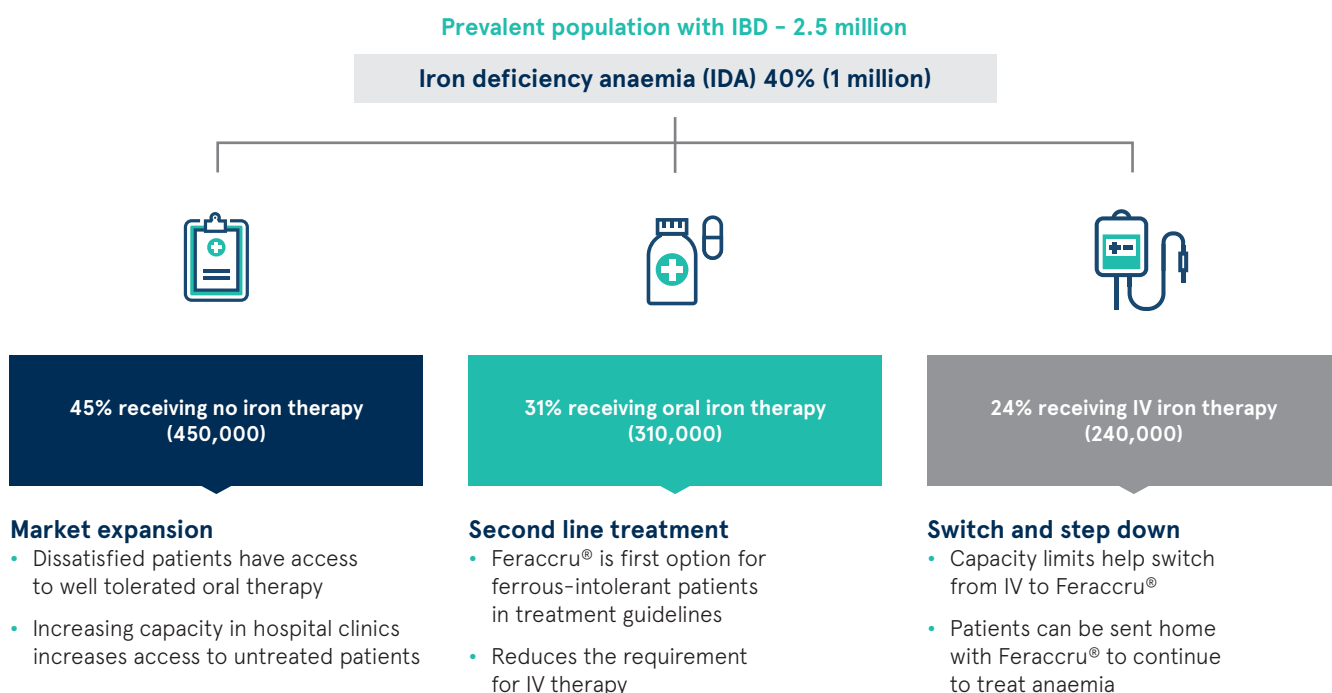 Prevalent population with IBD - 2.5 million
Iron deficiency anaemia (IDA) 40% (1 million)
45% receiving no iron therapy
(450,000)
31% receiving oral iron therapy
(310,000)
24% receiving IV iron therapy
(240,000)
Market expansion
• Dissatisfied patients have access
to well tolerated oral therapy
• Increasing capacity in hospital clinics
increases access to untreated patients
Second line treatment
• Feraccru® is first option for
ferrous-intolerant patients
in treatment guidelines
• Reduces the requirement
for IV therapy
Switch and step down
• Capacity limits help switch
from IV to Feraccru®
• Patients can be sent home
with Feraccru® to continue
to treat anaemia